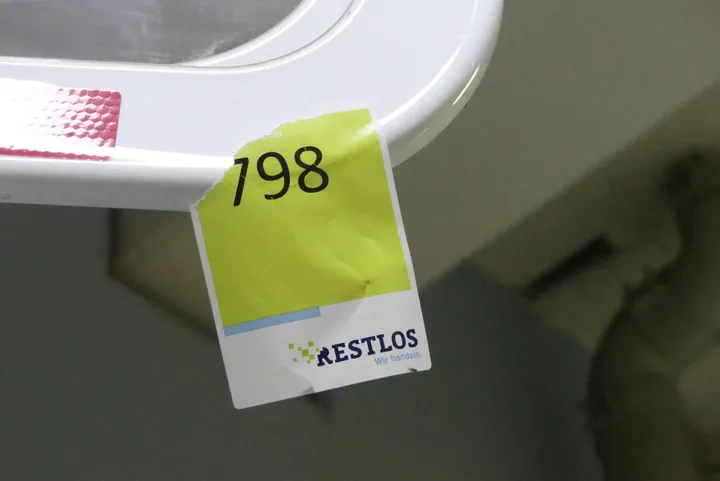 798
RESTLOS
Wir handeln.